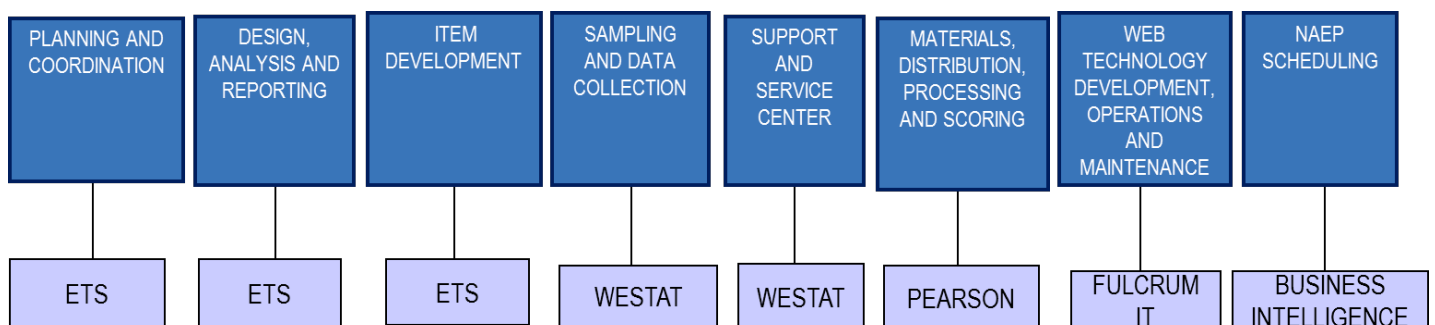 PLANNING AND
COORDINATION
DESIGN,
ANALYSIS AND
REPORTING
ITEM
DEVELOPMENT
SAMPLING
AND DATA
COLLECTION
SUPPORT
AND
SERVICE
CENTER
MATERIALS,
DISTRIBUTION,
PROCESSING
AND SCORING
WEB
TECHNOLOGY
DEVELOPMENT,
OPERATIONS
AND
MAINTENANCE
NAEP
SCHEDULING
ETS
ETS
ETS
WESTAT
WESTAT
PEARSON
FULCRUM
IT
BUSINESS
INTELLIGENCE